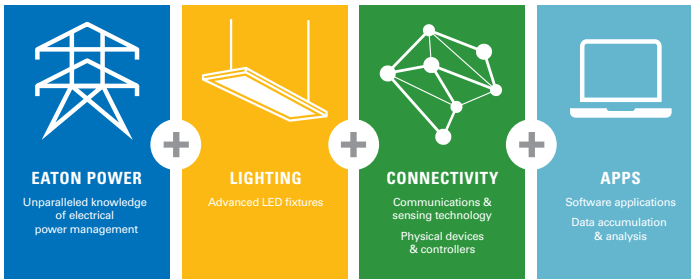 EATON POWER
Unparalleled knowledge
of electrical
power management
LIGHTING
Advanced LED fixtures
CONNECTIVITY
Communications &
sensing technology
Physical devices
& controllers
APPS
Software applications
Data accumulation
& analysis